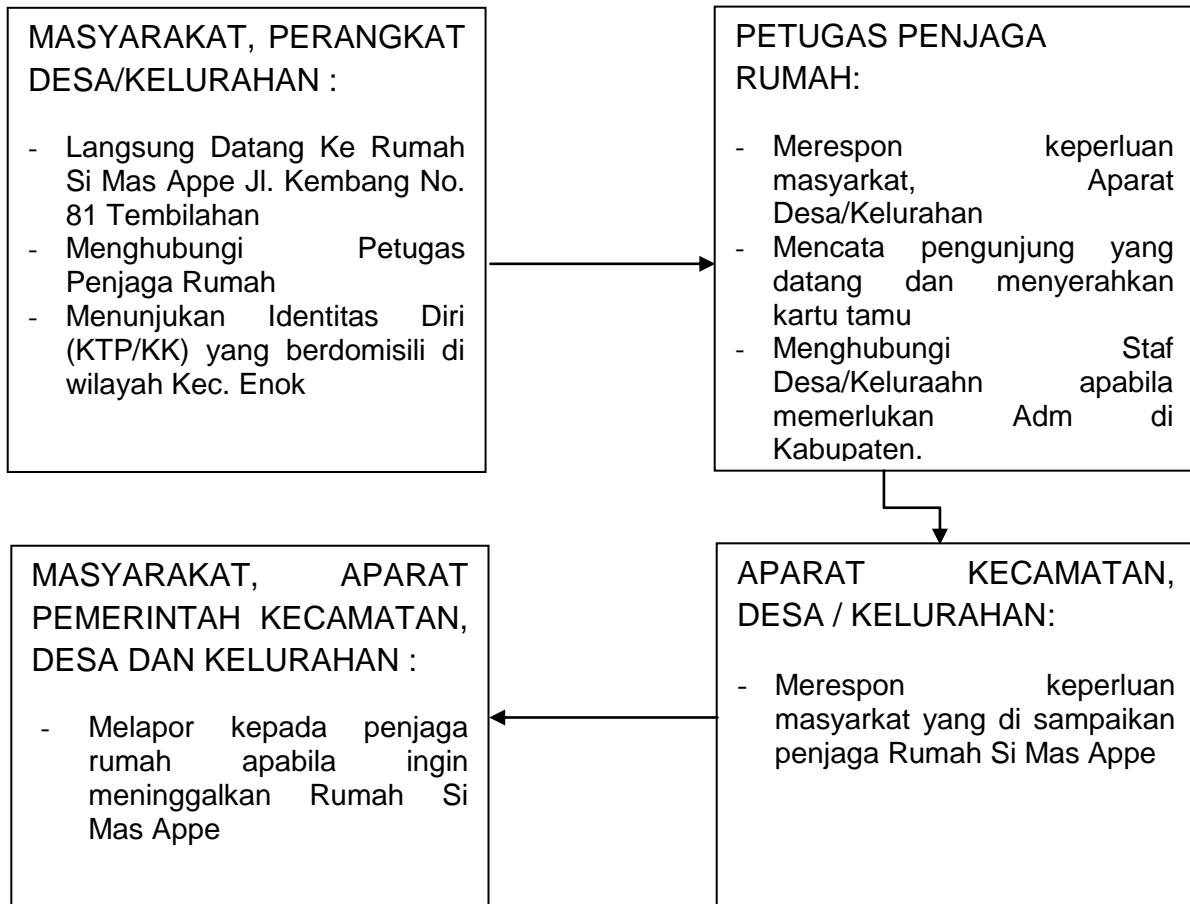 MASYARAKAT, PERANGKAT
DESA/KELURAHAN :
- Langsung Datang Ke Rumah
Si Mas Appe Jl. Kembang No.
81 Tembilahan
- Menghubungi Petugas
Penjaga Rumah
- Menunjukan Identitas Diri
(KTP/KK) yang berdomisili di
wilayah Kec. Enok
PETUGAS PENJAGA
RUMAH:
- Merespon keperluan
masyarkat, Aparat
Desa/Kelurahan
- Mencata pengunjung yang
datang dan menyerahkan
kartu tamu
- Menghubungi Staf
Desa/Keluraahn apabila
memerlukan Adm di
Kabupaten.
APARAT KECAMATAN,
DESA / KELURAHAN:
- Merespon keperluan
masyarkat yang di sampaikan
penjaga Rumah Si Mas Appe
MASYARAKAT, APARAT
PEMERINTAH KECAMATAN,
DESA DAN KELURAHAN :
- Melapor kepada penjaga
rumah apabila ingin
meninggalkan Rumah Si
Mas Appe